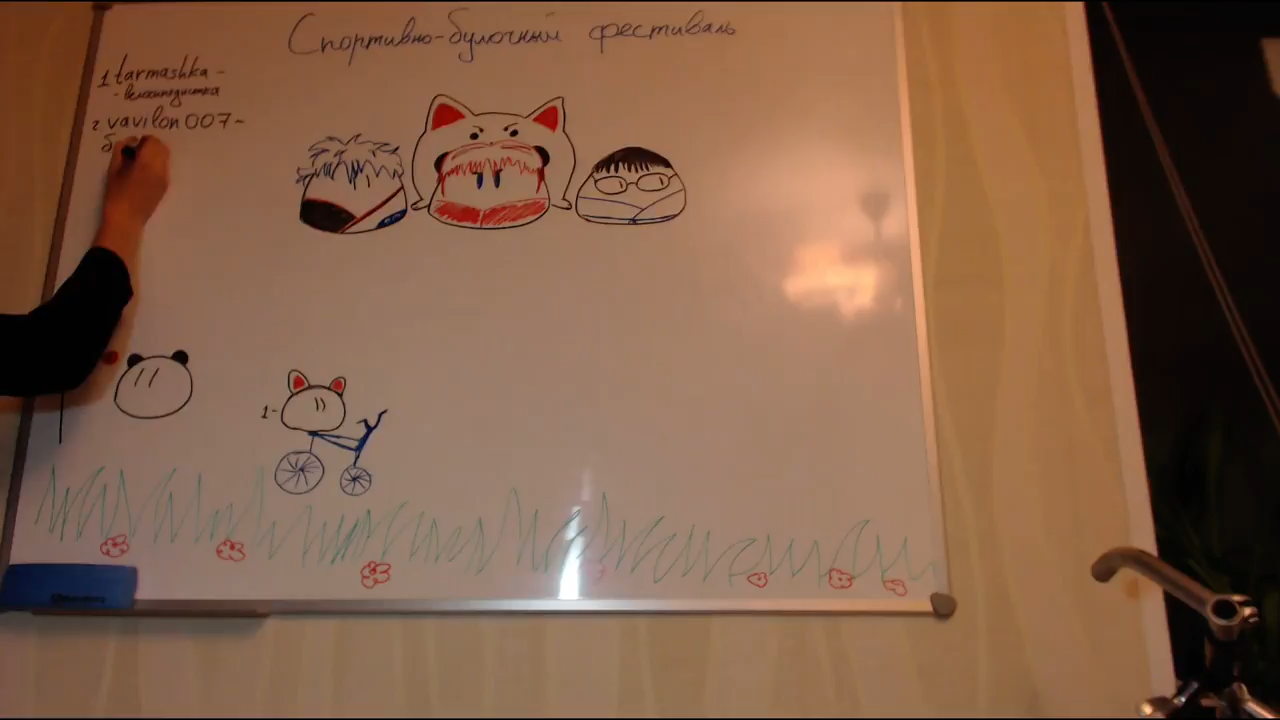 Спортивно-булочный фестиваль
1 tarmashka -
- велосипедистка
2 vavilon007 -
б
1-